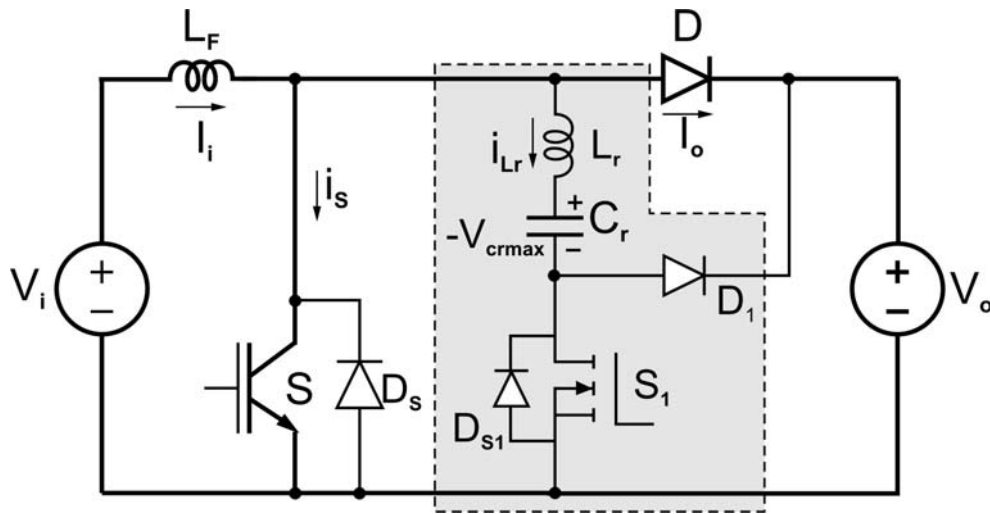 L_F
D
I_i
I_o
i_Lr
L_r
i_S
+
C_r
-V_crmax
−
V_i
+
−
D_1
+
−
V_o
S
D_S
D_S1
S_1